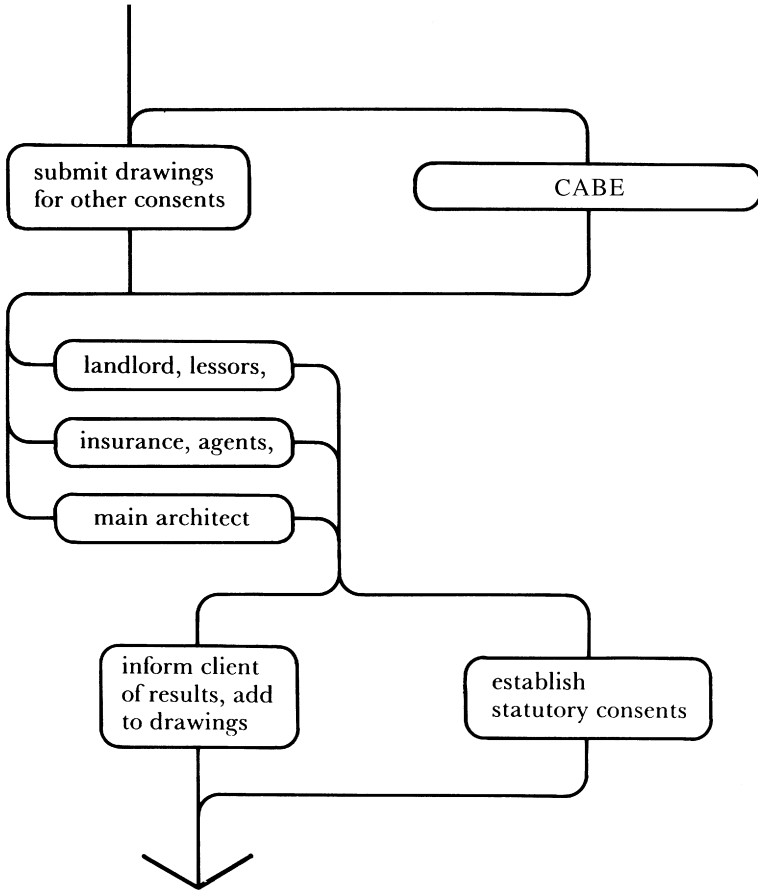 submit drawings
for other consents
CABE
landlord, lessors,
insurance, agents,
main architect
inform client
of results, add
to drawings
establish
statutory consents